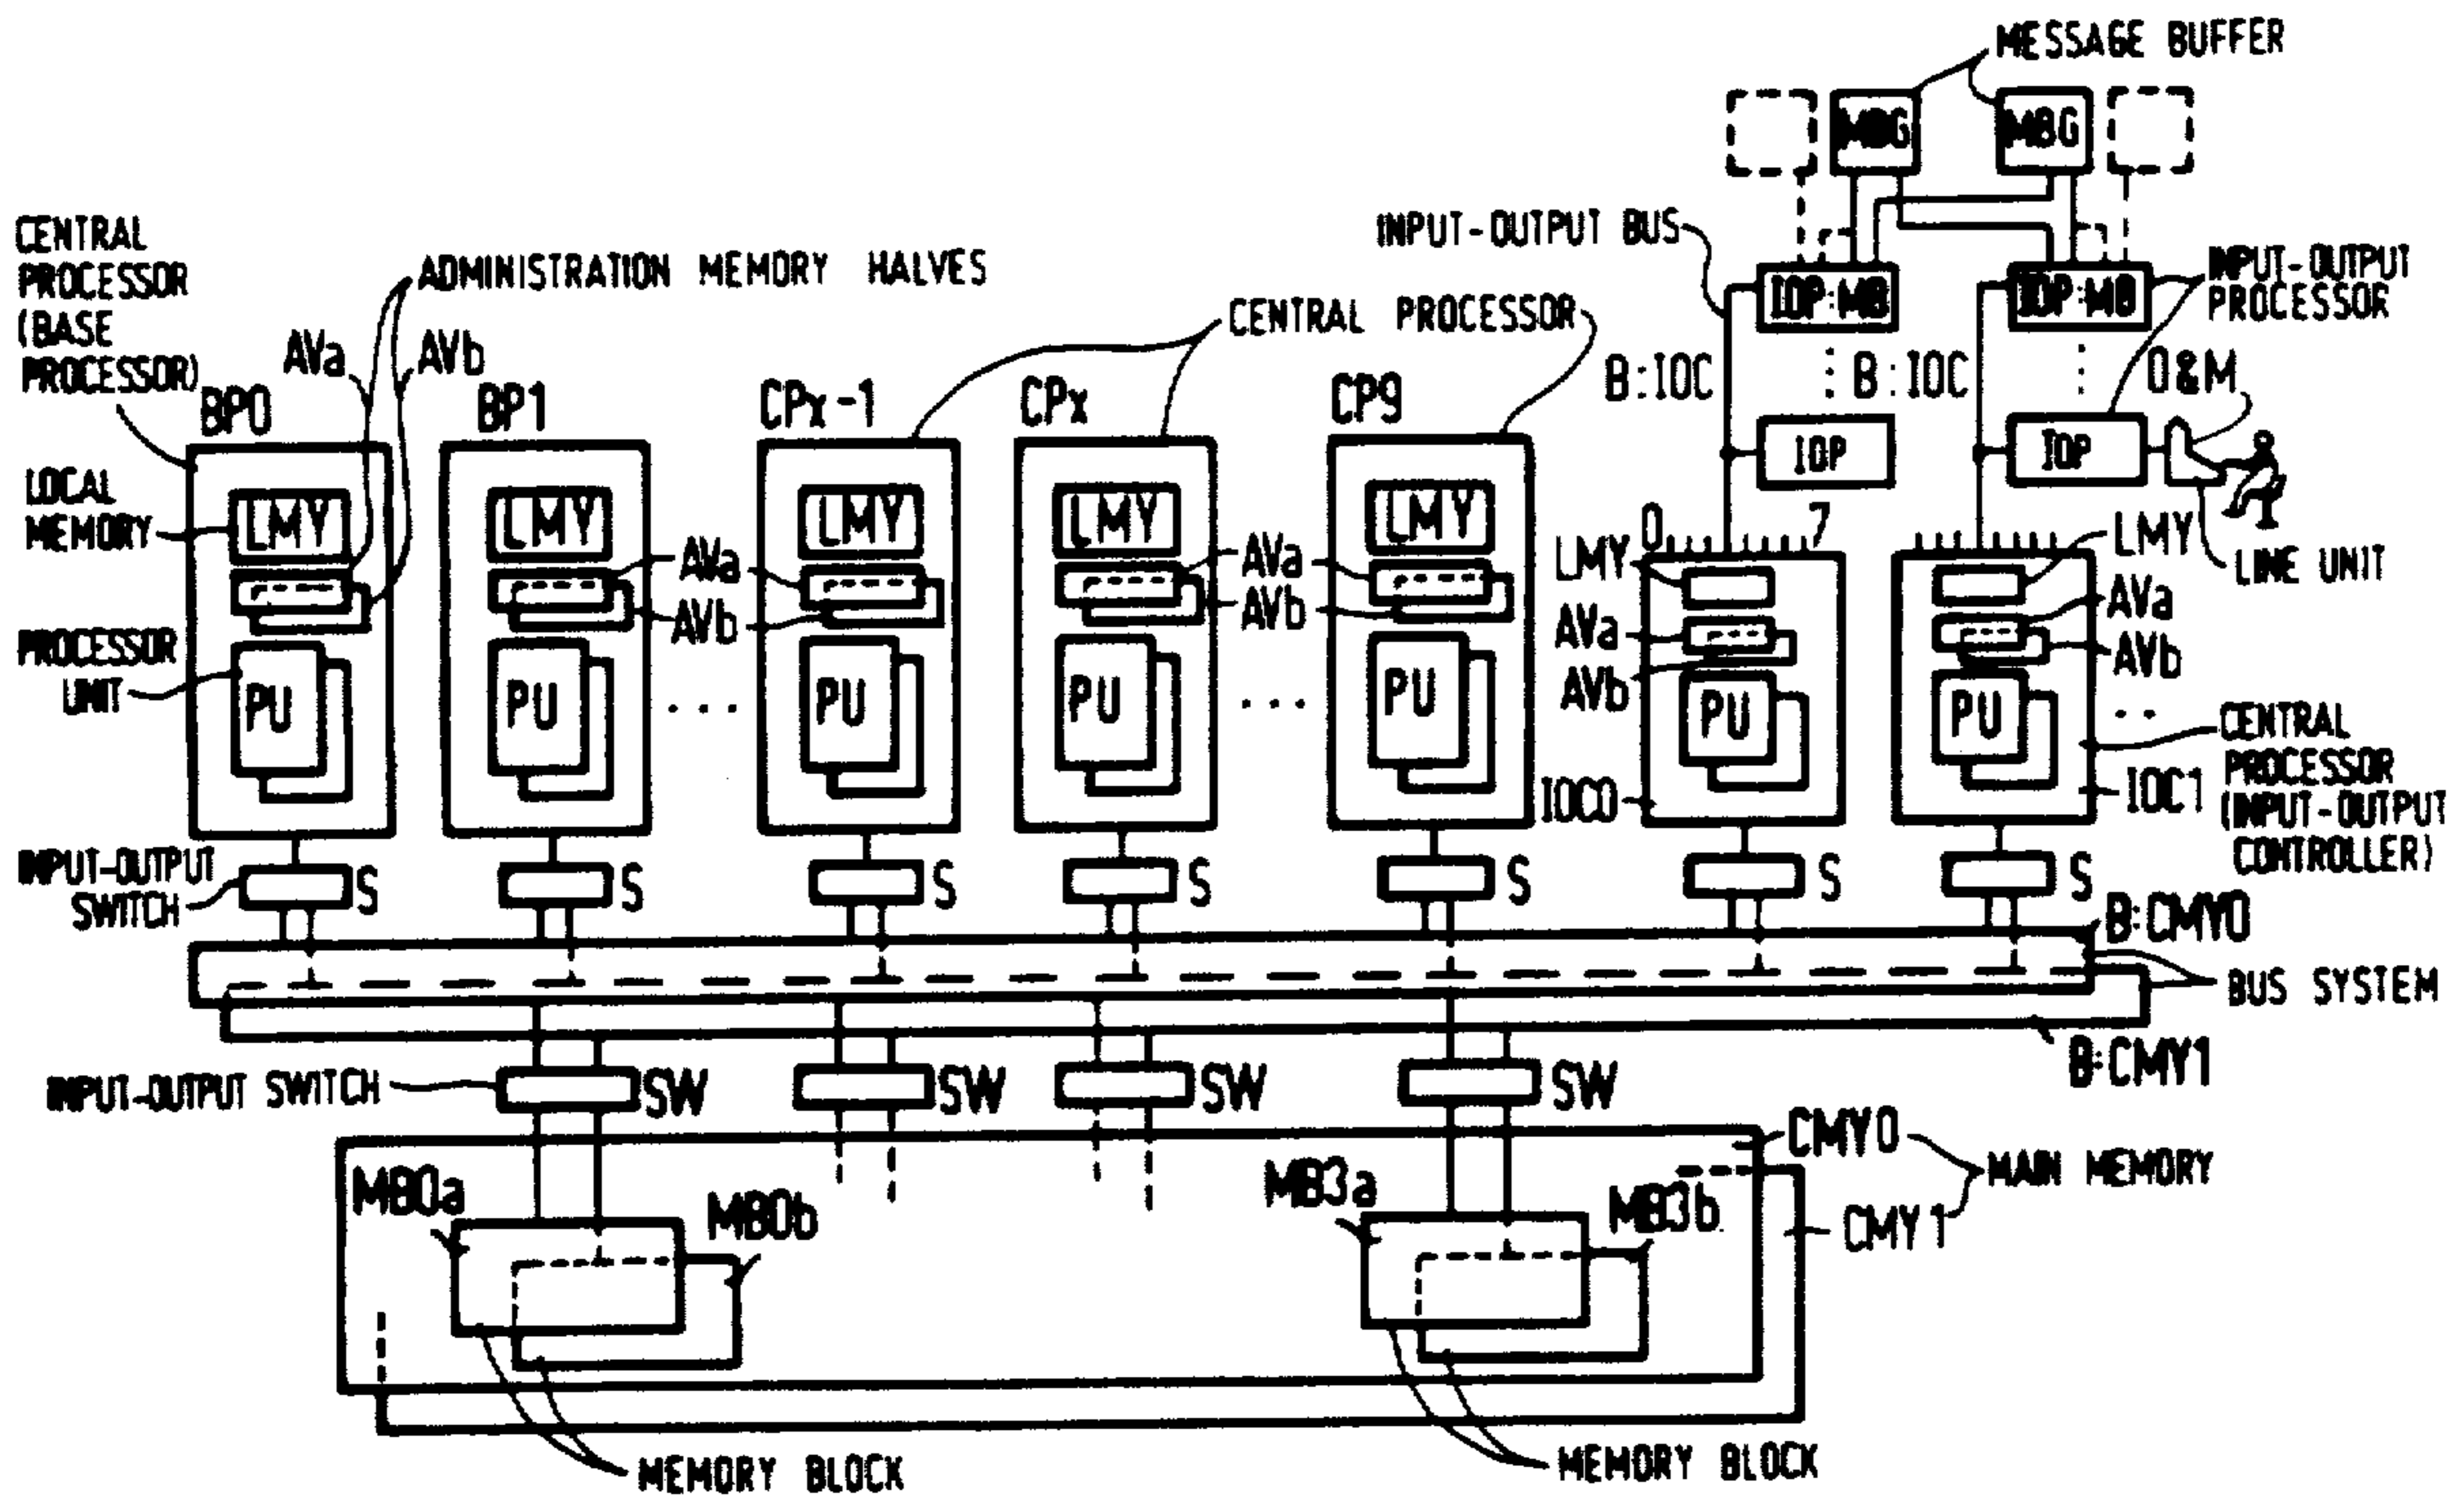 MESSAGE BUFFER
MBG
MBG
CENTRAL
PROCESSOR
(BASE
PROCESSOR)
ADMINISTRATION MEMORY HALVES
AVa
AVb
INPUT-OUTPUT BUS
IOP:MB
IOP:MB
INPUT-OUTPUT
PROCESSOR
CENTRAL PROCESSOR
B:IOC
B:IOC
O&M
BP0
BP1
CPx-1
CPx
CP9
IOP
IOP
LINE UNIT
LOCAL
MEMORY
LMY
LMY
LMY
LMY
LMY
0
7
LMY
LMY
AVa
AVb
AVa
AVb
AVa
AVb
AVa
AVb
PROCESSOR
UNIT
PU
PU
...
PU
PU
...
PU
PU
PU
..
IOC0
IOC1
CENTRAL
PROCESSOR
(INPUT-OUTPUT
CONTROLLER)
INPUT-OUTPUT
SWITCH
S
S
S
S
S
S
S
B:CMY0
BUS SYSTEM
B:CMY1
INPUT-OUTPUT SWITCH
SW
SW
SW
SW
CMY0
MAIN MEMORY
CMY1
MB0a
MB0b
MB3a
MB3b
MEMORY BLOCK
MEMORY BLOCK